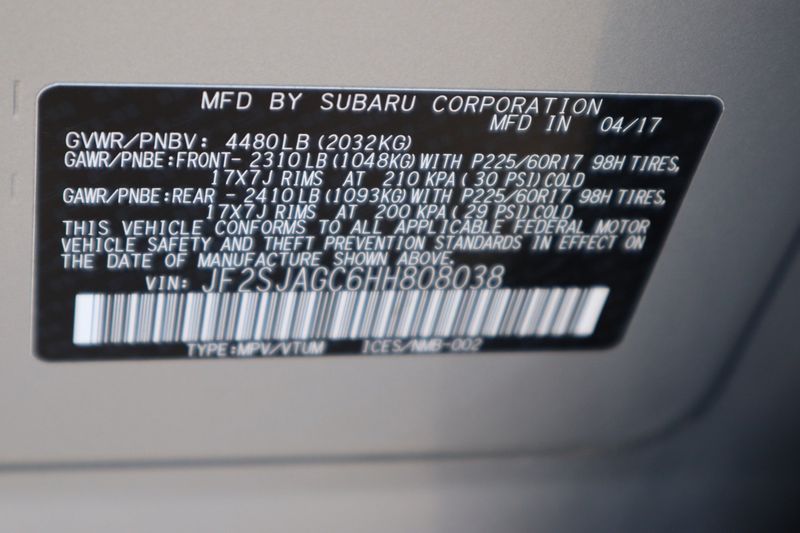 MFD BY SUBARU CORPORATION
MFD IN 04/17
GVWR/PNBV: 4480LB(2032KG)
GAWR/PNBE:FRONT- 2310LB(1048KG)WITH P225/60R17 98H TIRES,
17X7J RIMS AT 210 KPA(30 PSI)COLD
GAWR/PNBE:REAR - 2410LB(1093KG)WITH P225/60R17 98H TIRES,
17X7J RIMS AT 200 KPA(29 PSI)COLD
THIS VEHICLE CONFORMS TO ALL APPLICABLE FEDERAL MOTOR
VEHICLE SAFETY AND THEFT PREVENTION STANDARDS IN EFFECT ON
THE DATE OF MANUFACTURE SHOWN ABOVE.
VIN: JF2SJAGC6HH808038
TYPE:MPV/VTUM ICES/NMB-002